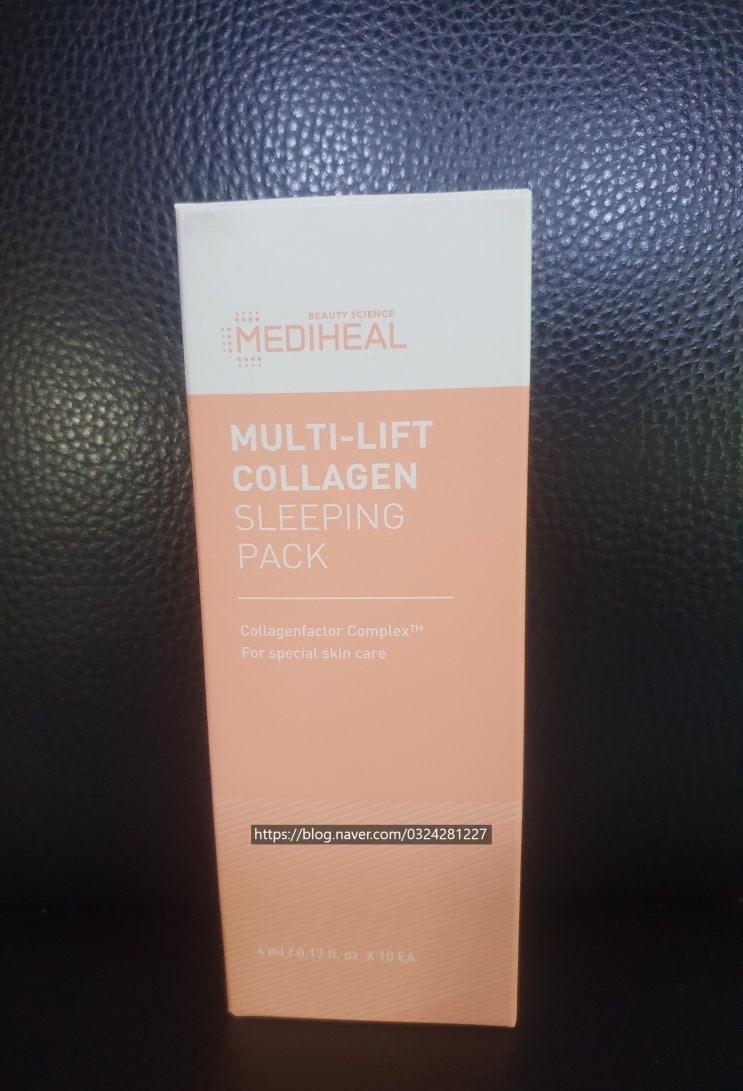 BEAUTY SCIENCE
MEDIHEAL
MULTI-LIFT
COLLAGEN
SLEEPING
PACK
Collagenfactor Complex™
For special skin care
https://blog.naver.com/0324281227
4 ml / 0.13 fl. oz. X 10 EA